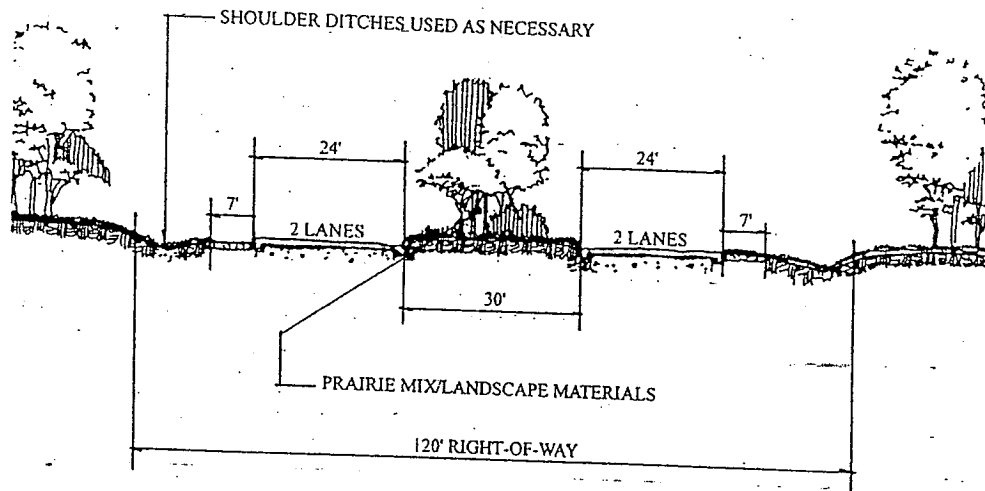 SHOULDER DITCHES USED AS NECESSARY
24'
24'
7'
7'
2 LANES
2 LANES
30'
PRAIRIE MIX/LANDSCAPE MATERIALS
120' RIGHT-OF-WAY